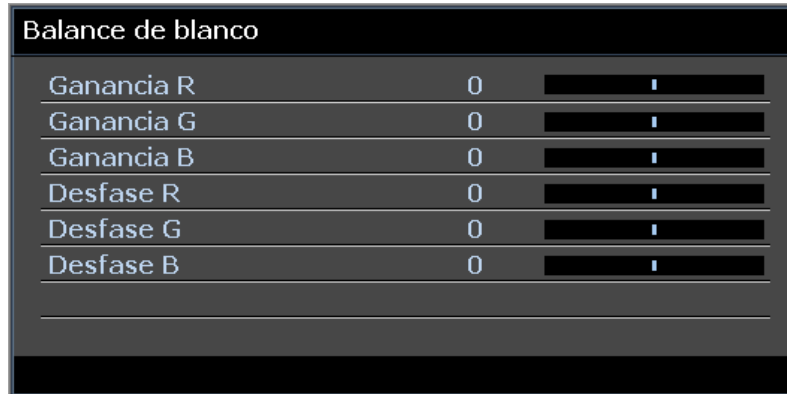 Balance de blanco
Ganancia R 0
Ganancia G 0
Ganancia B 0
Desfase R 0
Desfase G 0
Desfase B 0